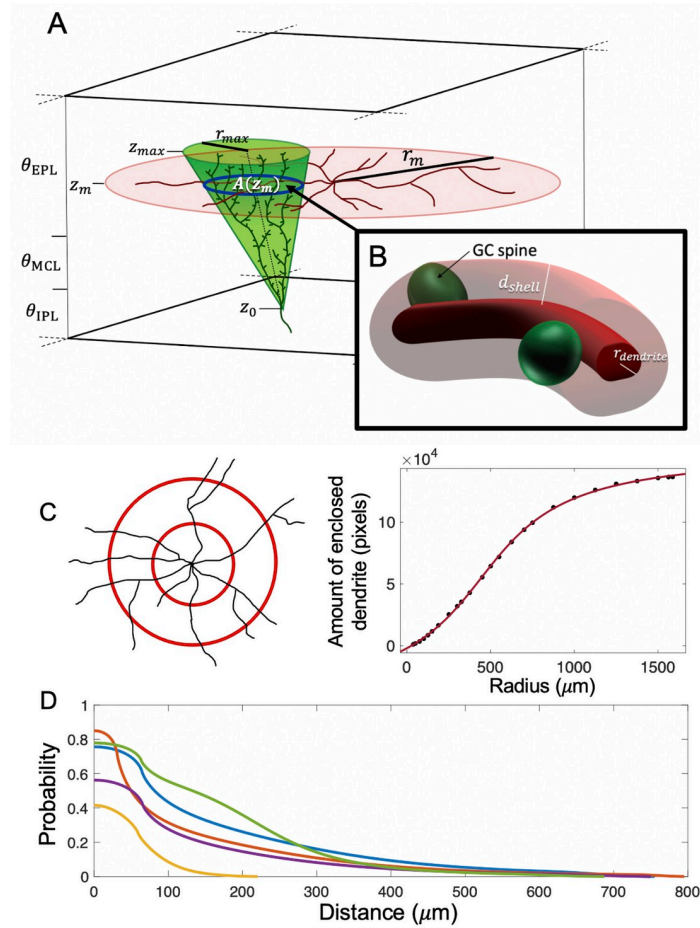 A
r_max
z_max
θ_EPL
z_m
A(z_m)
r_m
θ_MCL
θ_IPL
z_0
B
GC spine
d_shell
r_dendrite
C
×10^4
10
5
0
Amount of enclosed
dendrite (pixels)
0 500 1000 1500
Radius (μm)
D
1
0.8
0.6
0.4
0.2
0
Probability
0 100 200 300 400 500 600 700 800
Distance (μm)